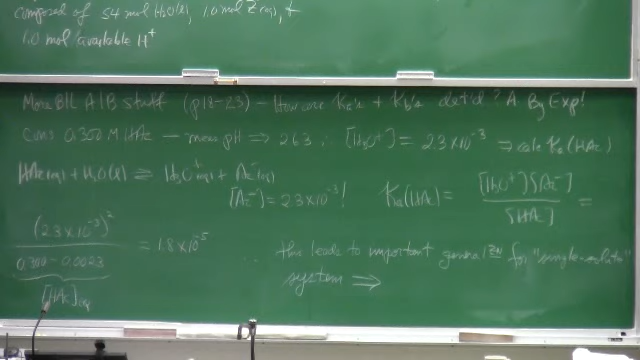 composed of 54 mol H₂O(l), 1.0 mol Z⁻(aq), +
1.0 mol available H⁺
More BIL A/B stuff (p18-23) – How are Ka's + Kb's det'd? A By Exp!
Cons 0.300 M HAc – meas pH ⇒ 2.63 ∴ [H₃O⁺] = 2.3×10⁻³ ⇒ calc Ka(HAc)
HAc(aq) + H₂O(l) ⇌ H₃O⁺(aq) + Ac⁻(aq)
[Ac⁻] = 2.3×10⁻³!
Ka(HAc) = [H₃O⁺][Ac⁻] / [HAc] =
(2.3×10⁻³)² / 0.300 - 0.0023 = 1.8×10⁻⁵
[HAc]
this leads to important general for "single-solute"
system ⇒